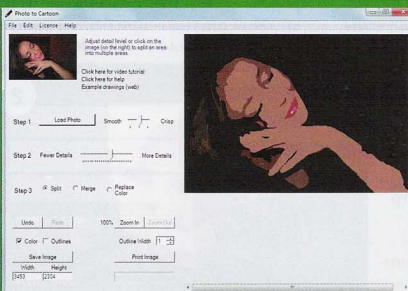 Photo to Cartoon
File Edit License Help
Adjust detail level or click on the
image (on the right) to split an area
into multiple areas.
Click here for video tutorial
Click here for help
Example drawings (web)
Step 1 Load Photo Smooth Crisp
Step 2 Fewer Details More Details
Step 3 Split Merge Replace
Color
Undo 100% Zoom In Zoom Out
Color Outlines Outline Width 1
Save Image Print Image
Width Height
3453 2304